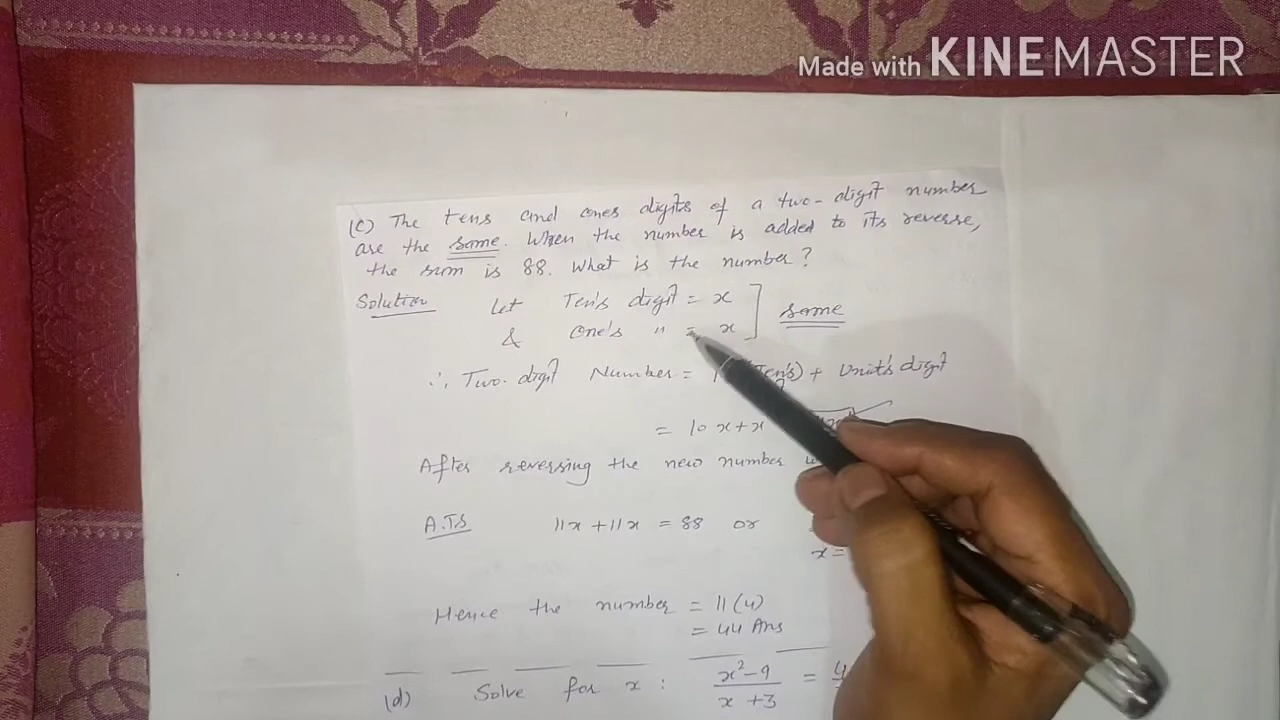 Made with KINEMASTER
(C) The tens and ones digits of a two-digit number
are the same. When the number is added to its reverse,
the sum is 88. What is the number?
Solution Let Ten's digit = x
& One's " = x ] same
∴ Two-digit Number = (Ten's) + Unit's digit
= 10x+x
After reversing the new number
A.T.S 11x+11x = 88 or
x=
Hence the number = 11(4)
= 44 Ans
(d) Solve for x : x²-9 / x+3 =